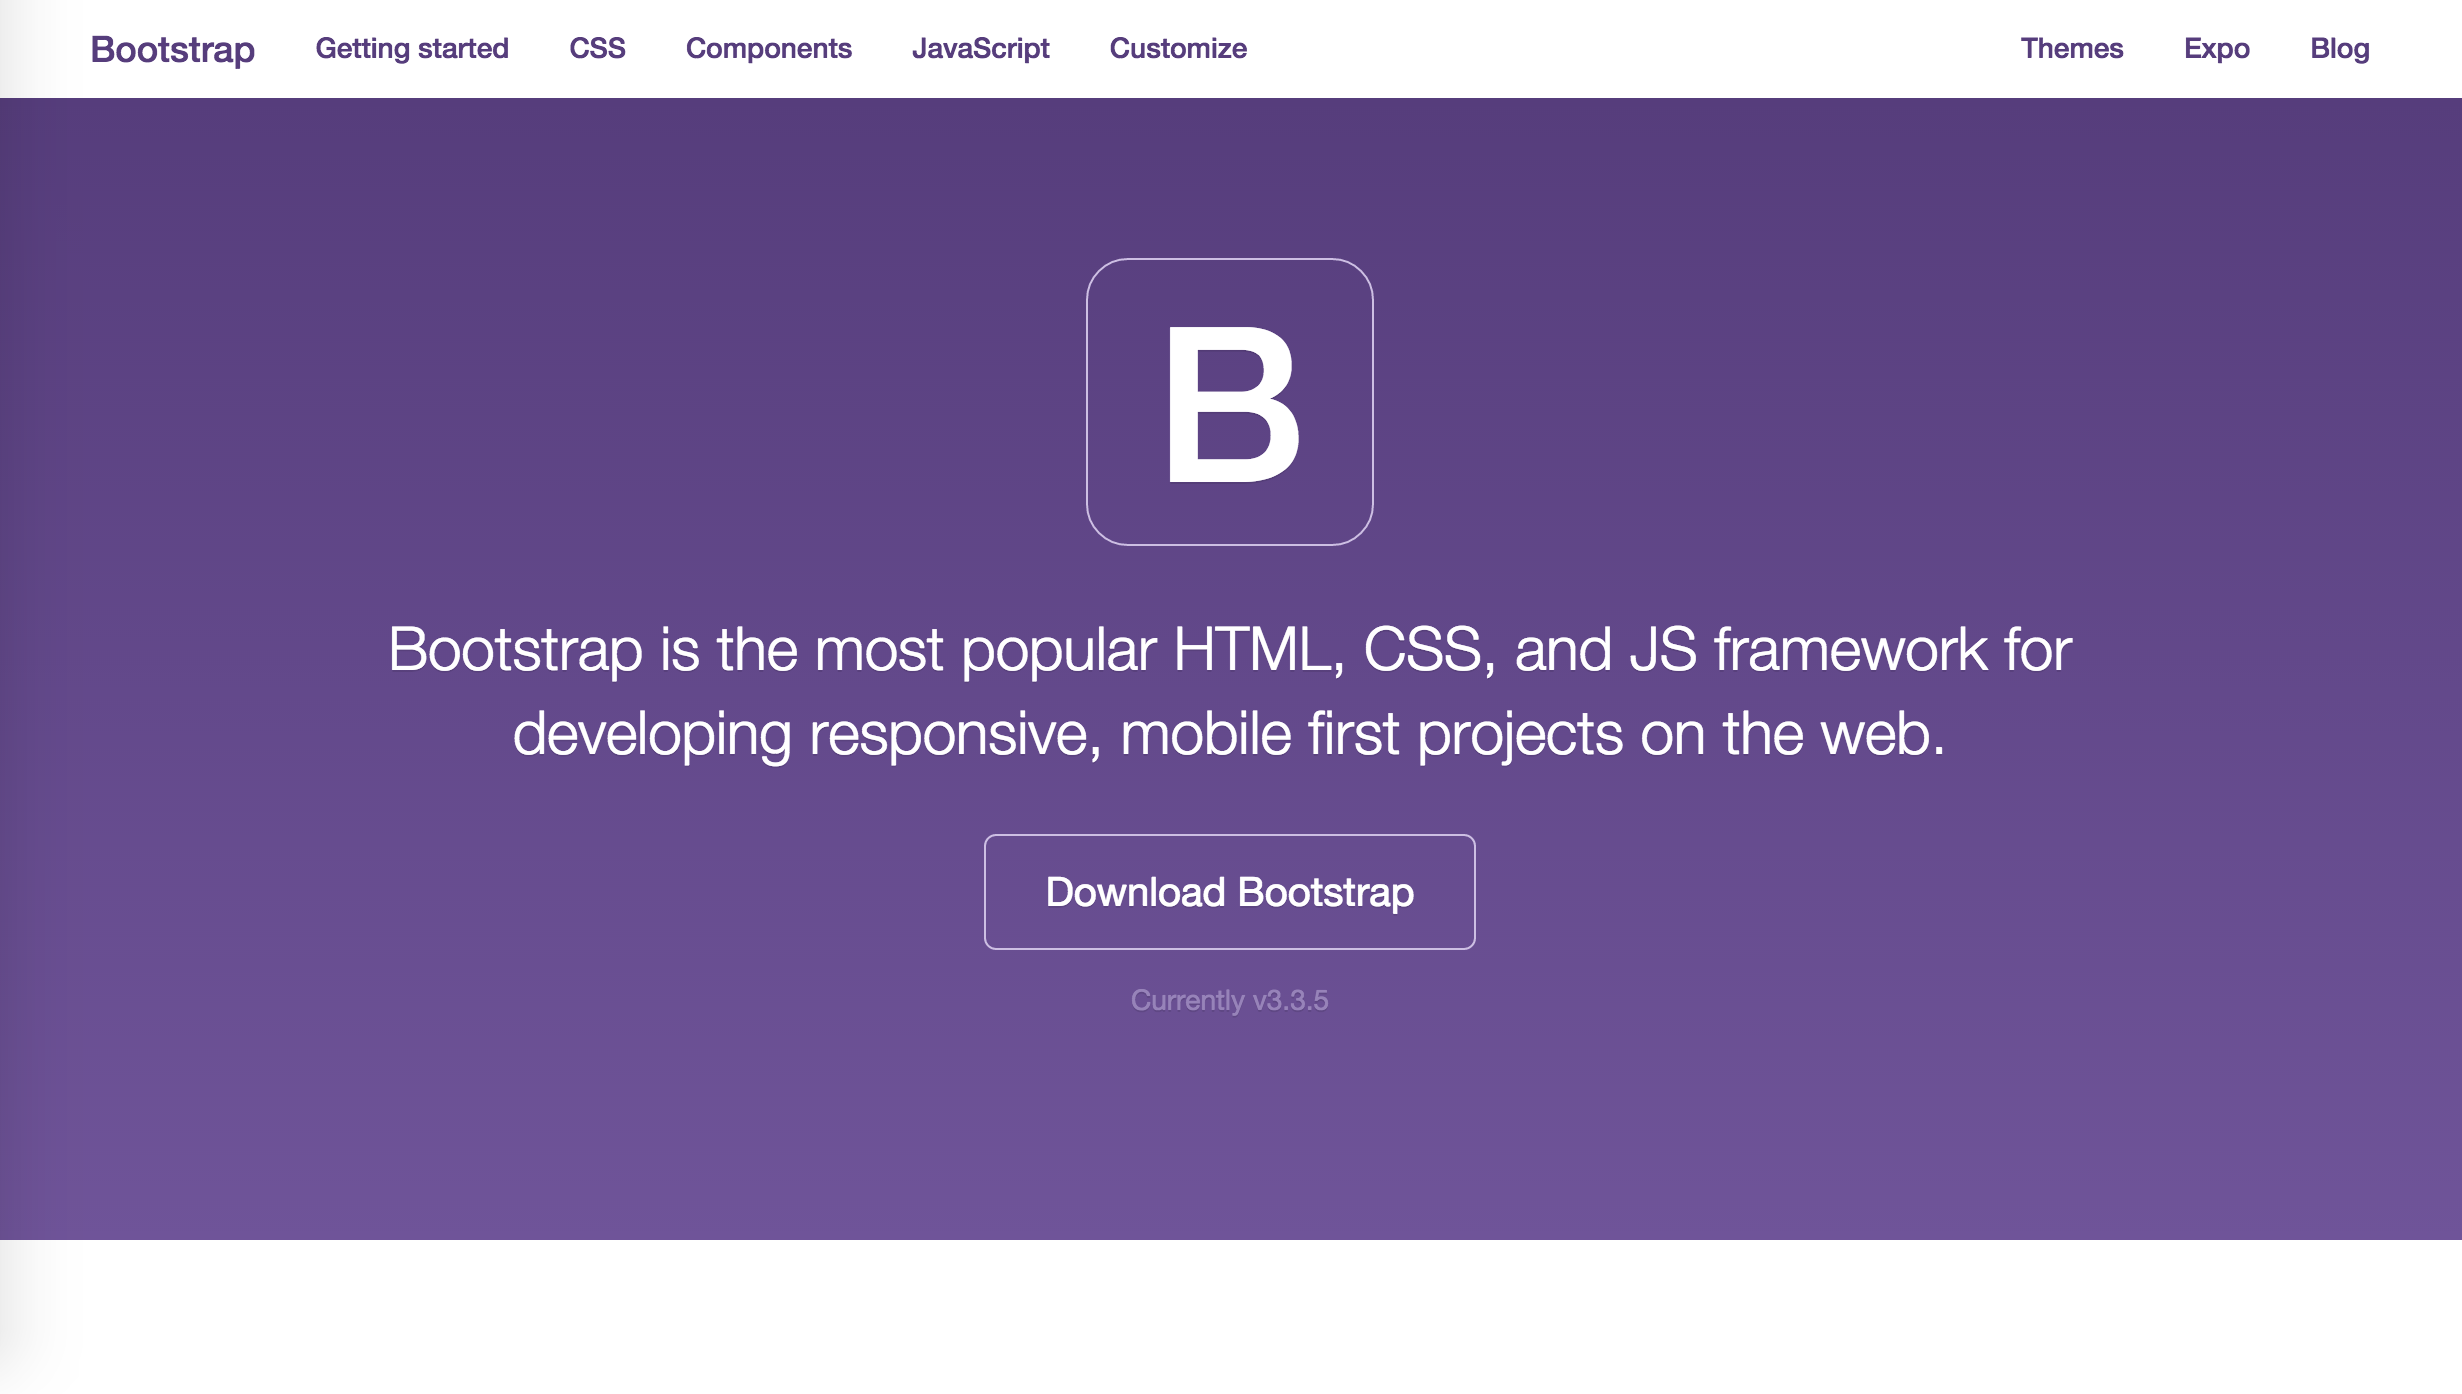 Bootstrap Getting started CSS Components JavaScript Customize Themes Expo Blog
B
Bootstrap is the most popular HTML, CSS, and JS framework for
developing responsive, mobile first projects on the web.
Download Bootstrap
Currently v3.3.5